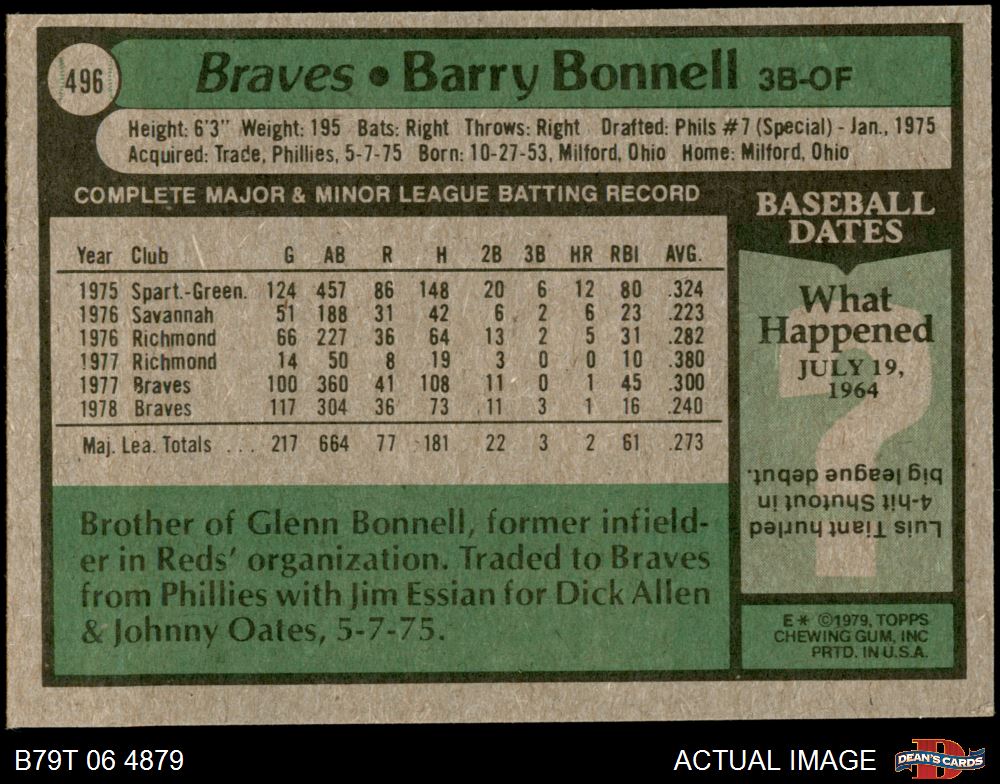 496
Braves • Barry Bonnell 3B-OF
Height: 6'3" Weight: 195 Bats: Right Throws: Right Drafted: Phils #7 (Special) - Jan., 1975
Acquired: Trade, Phillies, 5-7-75 Born: 10-27-53, Milford, Ohio Home: Milford, Ohio
COMPLETE MAJOR & MINOR LEAGUE BATTING RECORD
Year Club G AB R H 2B 3B HR RBI AVG.
1975 Spart.-Green. 124 457 86 148 20 6 12 80 .324
1976 Savannah 51 188 31 42 6 2 6 23 .223
1976 Richmond 66 227 36 64 13 2 5 31 .282
1977 Richmond 14 50 8 19 3 0 0 10 .380
1977 Braves 100 360 41 108 11 0 1 45 .300
1978 Braves 117 304 36 73 11 3 1 16 .240
Maj. Lea. Totals ... 217 664 77 181 22 3 2 61 .273
Brother of Glenn Bonnell, former infield-
er in Reds' organization. Traded to Braves
from Phillies with Jim Essian for Dick Allen
& Johnny Oates, 5-7-75.
BASEBALL
DATES
What
Happened
JULY 19,
1964
Luis Tiant hurled
4-hit Shutout in
big league debut.
E* ©1979, TOPPS
CHEWING GUM, INC
PRTD. IN U.S.A.
B79T 06 4879
ACTUAL IMAGE
DEAN'S CARDS